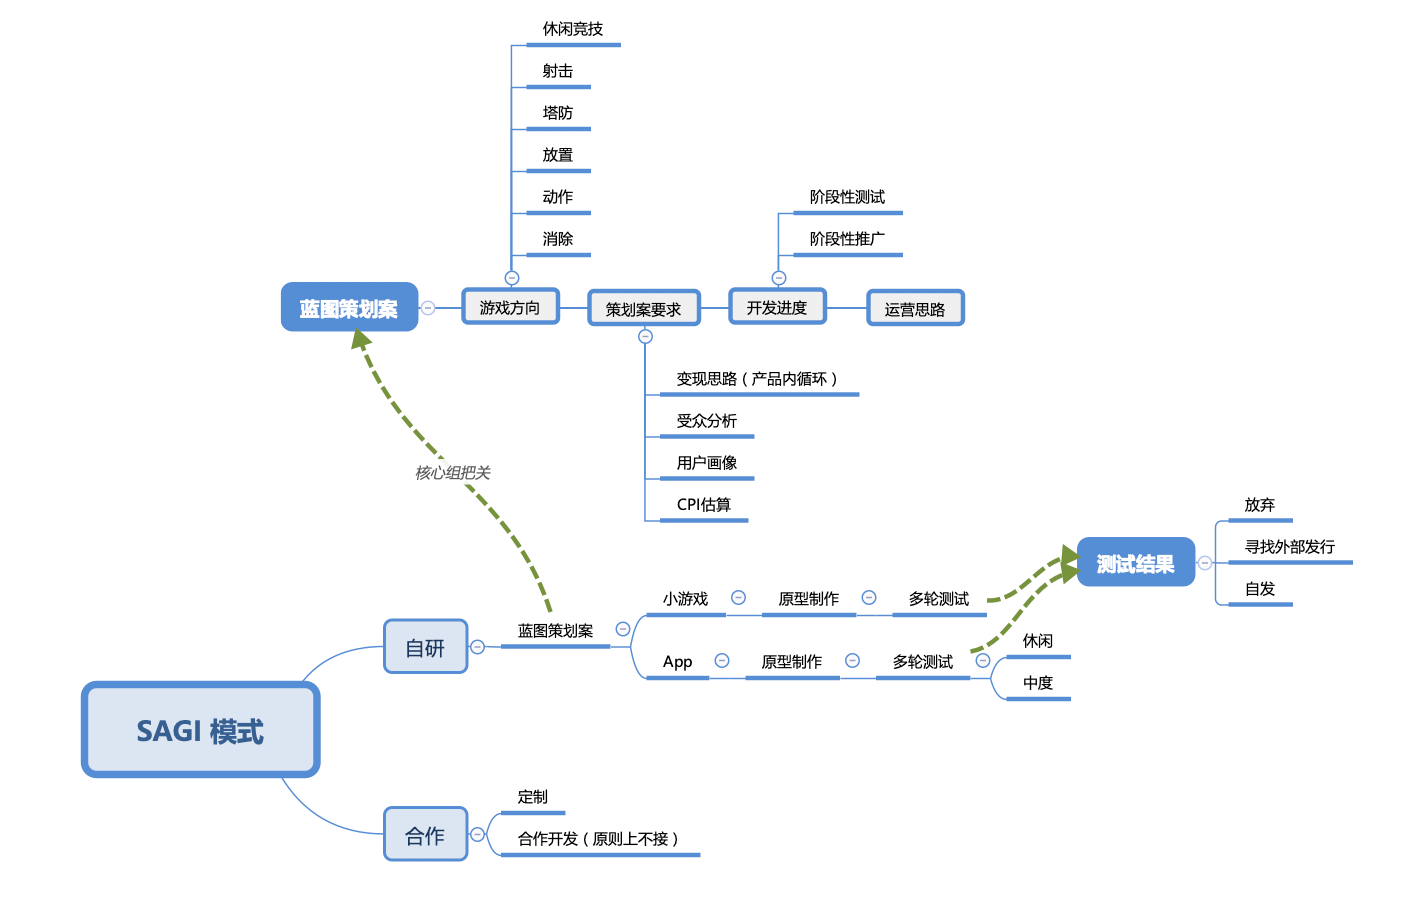 休闲竞技
射击
塔防
放置
动作
消除
阶段性测试
阶段性推广
蓝图策划案
游戏方向
策划案要求
开发进度
运营思路
变现思路（产品内循环）
受众分析
用户画像
CPI估算
核心组把关
放弃
寻找外部发行
自发
测试结果
小游戏
原型制作
多轮测试
自研
蓝图策划案
App
原型制作
多轮测试
休闲
中度
SAGI 模式
定制
合作
合作开发（原则上不接）